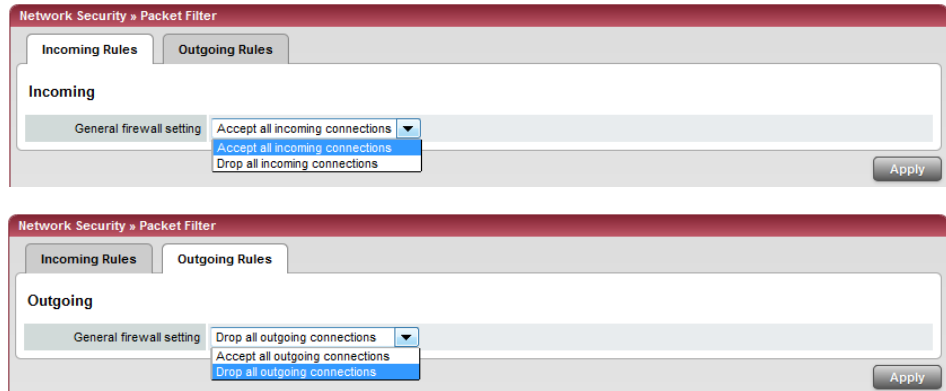 Network Security » Packet Filter
Incoming Rules Outgoing Rules
Incoming
General firewall setting Accept all incoming connections
Accept all incoming connections
Drop all incoming connections
Apply
Network Security » Packet Filter
Incoming Rules Outgoing Rules
Outgoing
General firewall setting Drop all outgoing connections
Accept all outgoing connections
Drop all outgoing connections
Apply